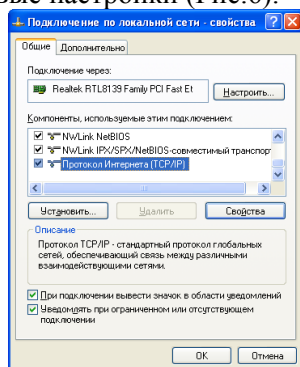 вые настройки (Рис.6).
Подключение по локальной сети - свойства
Общие Дополнительно
Подключение через:
Realtek RTL8139 Family PCI Fast Et
Настроить...
Компоненты, используемые этим подключением:
NWLink NetBIOS
NWLink IPX/SPX/NetBIOS-совместимый транспорт
Протокол Интернета (TCP/IP)
Установить... Удалить Свойства
Описание
Протокол TCP/IP - стандартный протокол глобальных
сетей, обеспечивающий связь между различными
взаимодействующими сетями.
При подключении вывести значок в области уведомлений
Уведомлять при ограниченном или отсутствующем
подключении
OK Отмена